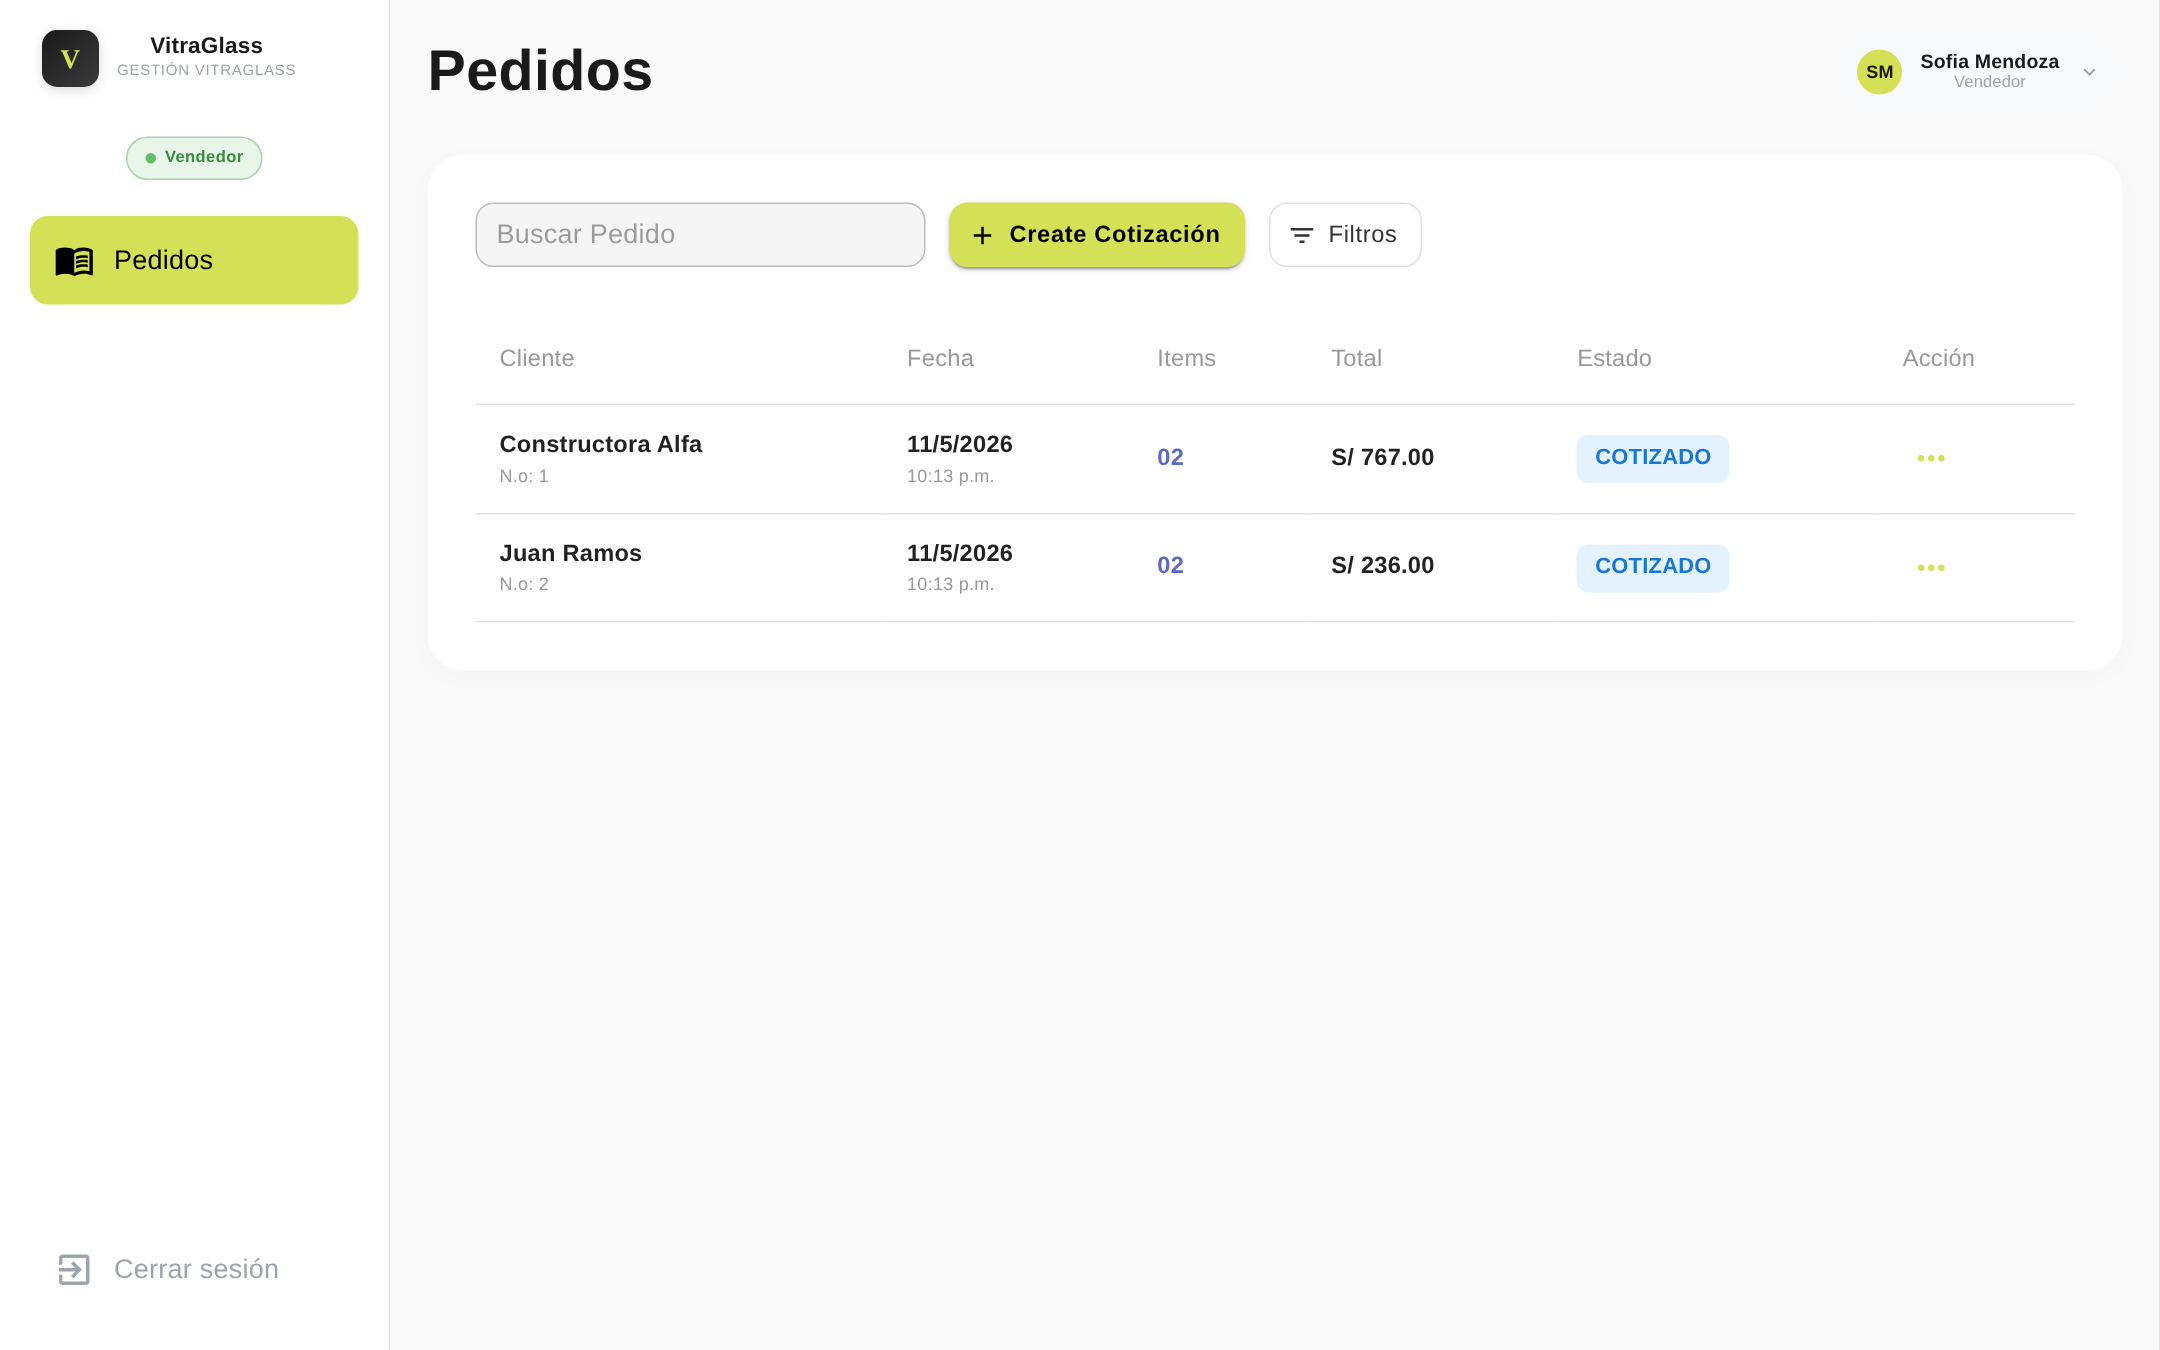 V
VitraGlass
GESTIÓN VITRAGLASS
Vendedor
Pedidos
Cerrar sesión
Pedidos
SM
Sofia Mendoza
Vendedor
Buscar Pedido
Create Cotización
Filtros
Cliente Fecha Items Total Estado Acción
Constructora Alfa 11/5/2026 02 S/ 767.00 COTIZADO
N.o: 1 10:13 p.m.
Juan Ramos 11/5/2026 02 S/ 236.00 COTIZADO
N.o: 2 10:13 p.m.